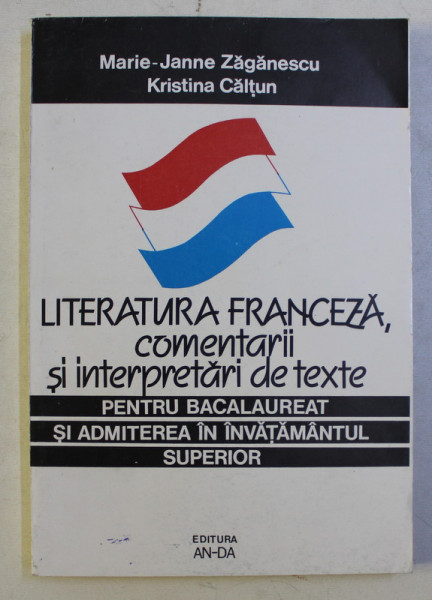 Marie-Janne Zăgănescu
Kristina Călțun
LITERATURA FRANCEZĂ,
comentarii
și interpretări de texte
PENTRU BACALAUREAT
ȘI ADMITEREA ÎN ÎNVĂȚĂMÂNTUL
SUPERIOR
EDITURA
AN-DA